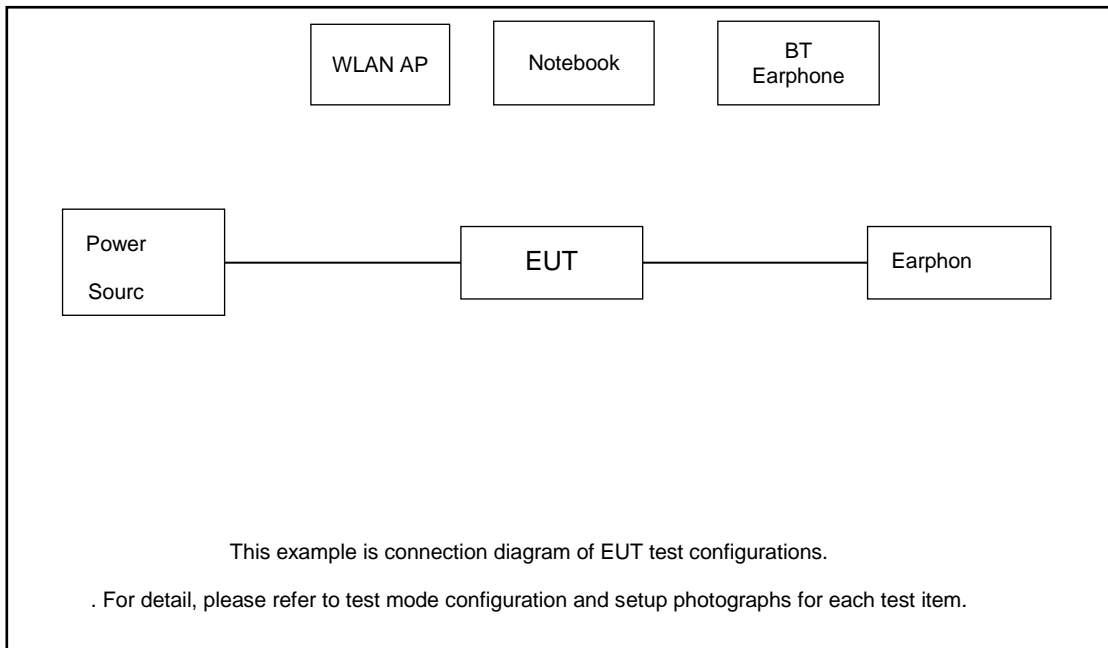 WLAN AP
Notebook
BT
Earphone
Power
Sourc
EUT
Earphon
This example is connection diagram of EUT test configurations.
. For detail, please refer to test mode configuration and setup photographs for each test item.